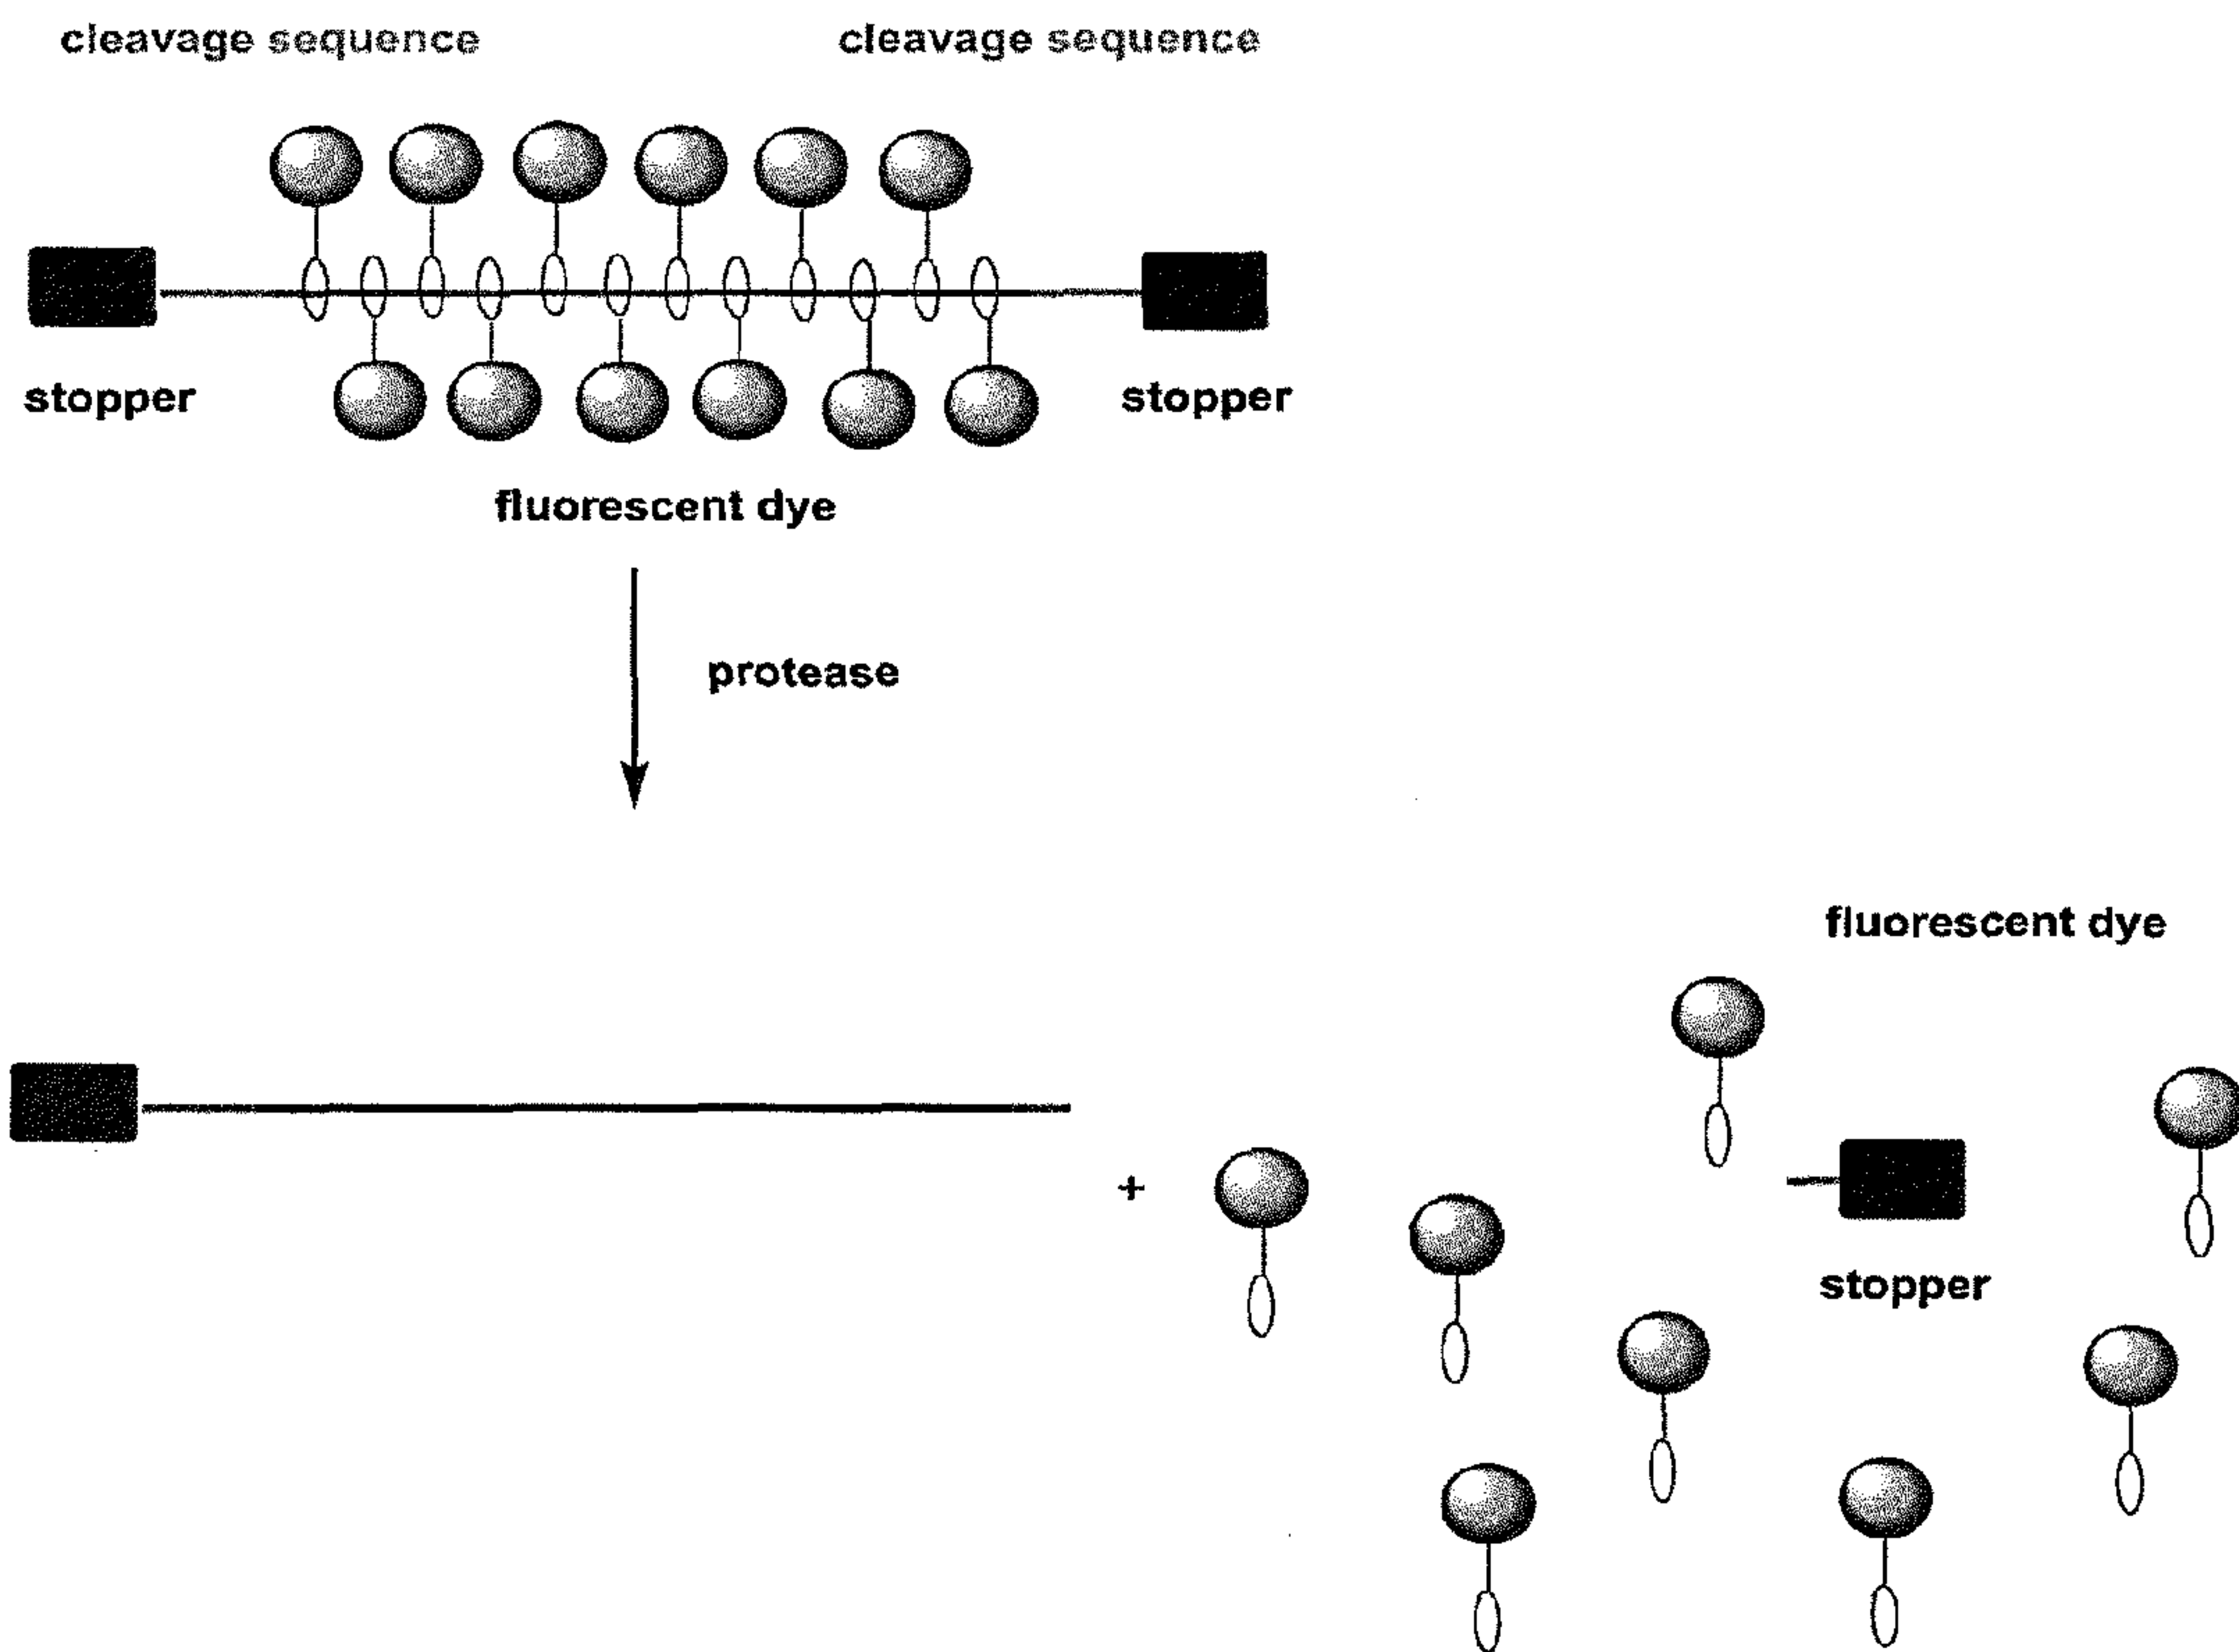 cleavage sequence cleavage sequence
stopper stopper
fluorescent dye
protease
fluorescent dye
+
stopper